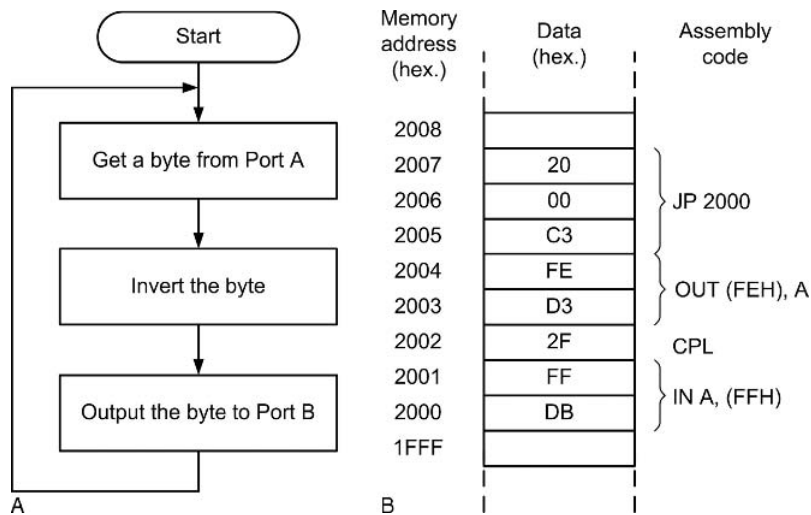 Start
Get a byte from Port A
Invert the byte
Output the byte to Port B
A
Memory
address
(hex.)
Data
(hex.)
Assembly
code
2008
2007 20
2006 00 JP 2000
2005 C3
2004 FE
OUT (FEH), A
2003 D3
2002 2F CPL
2001 FF
IN A, (FFH)
2000 DB
1FFF
B